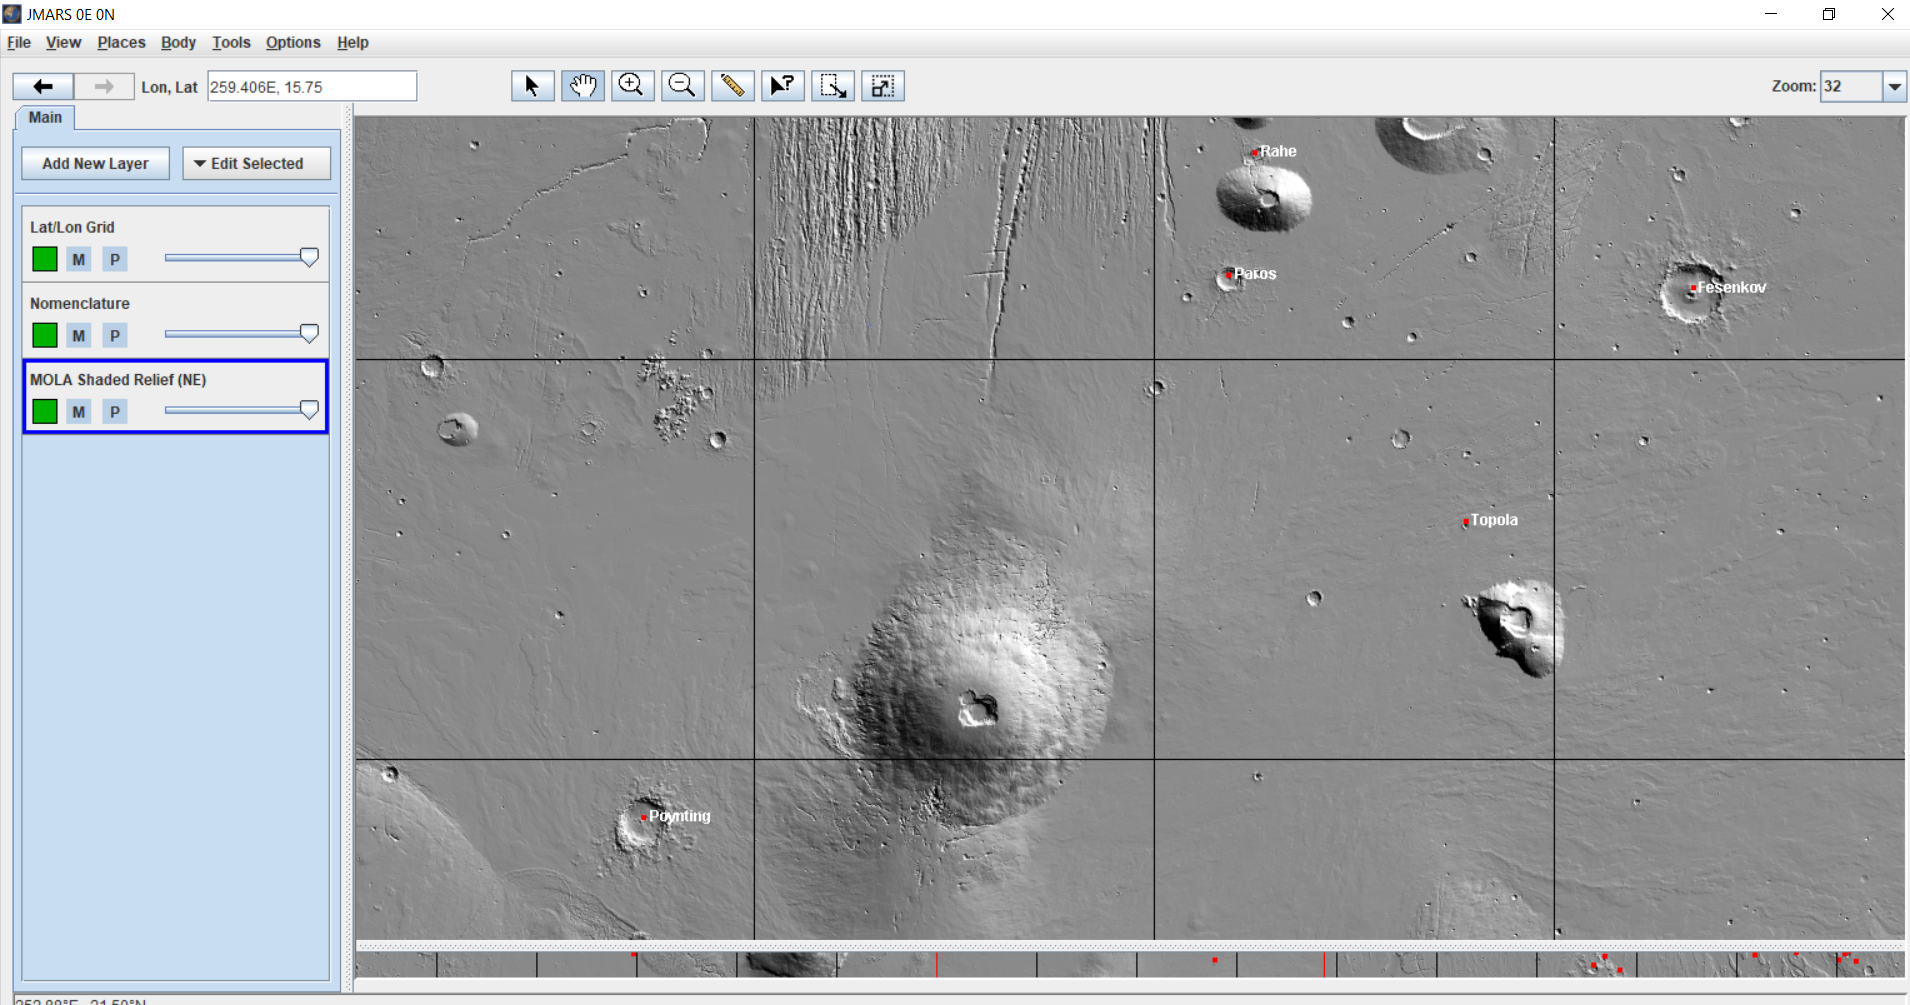 JMARS 0E 0N
File View Places Body Tools Options Help
Lon, Lat 259.406E, 15.75 Zoom: 32
Main
Add New Layer Edit Selected
Lat/Lon Grid
M P
Nomenclature
M P
MOLA Shaded Relief (NE)
M P
Rahe
Paros
Fesenkov
Topola
Poynting